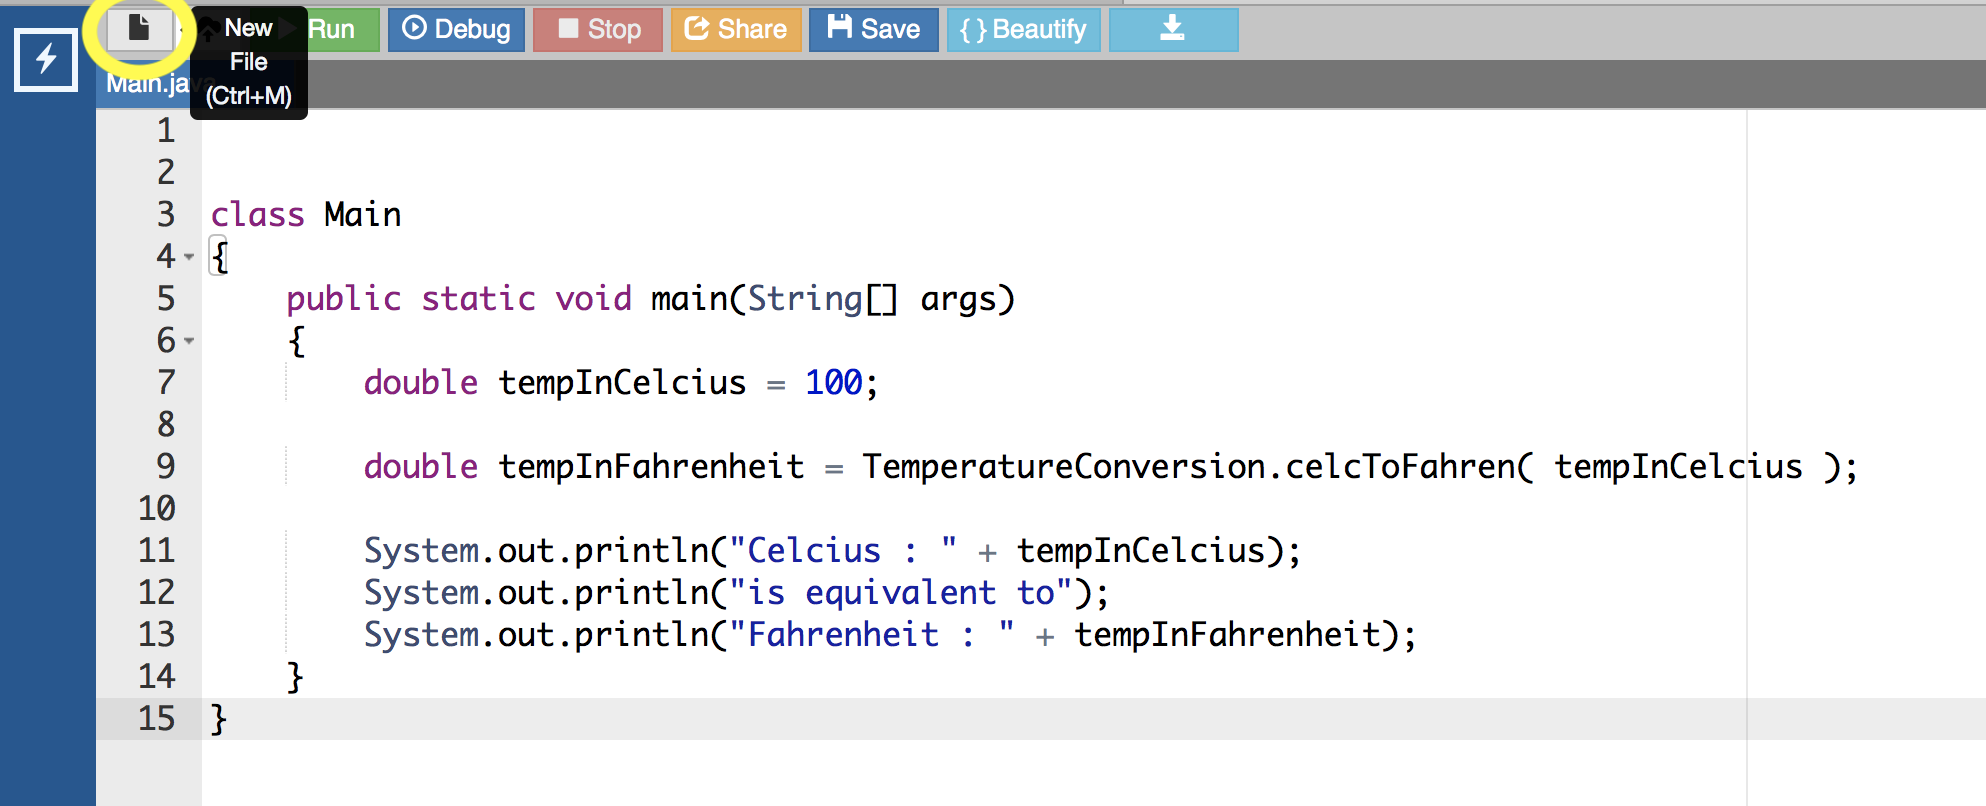 New File (Ctrl+M)
Run Debug Stop Share Save { } Beautify
Main.java
1
2
3 class Main
4 {
5 public static void main(String[] args)
6 {
7 double tempInCelcius = 100;
8
9 double tempInFahrenheit = TemperatureConversion.celcToFahren( tempInCelcius );
10
11 System.out.println("Celcius : " + tempInCelcius);
12 System.out.println("is equivalent to");
13 System.out.println("Fahrenheit : " + tempInFahrenheit);
14 }
15 }